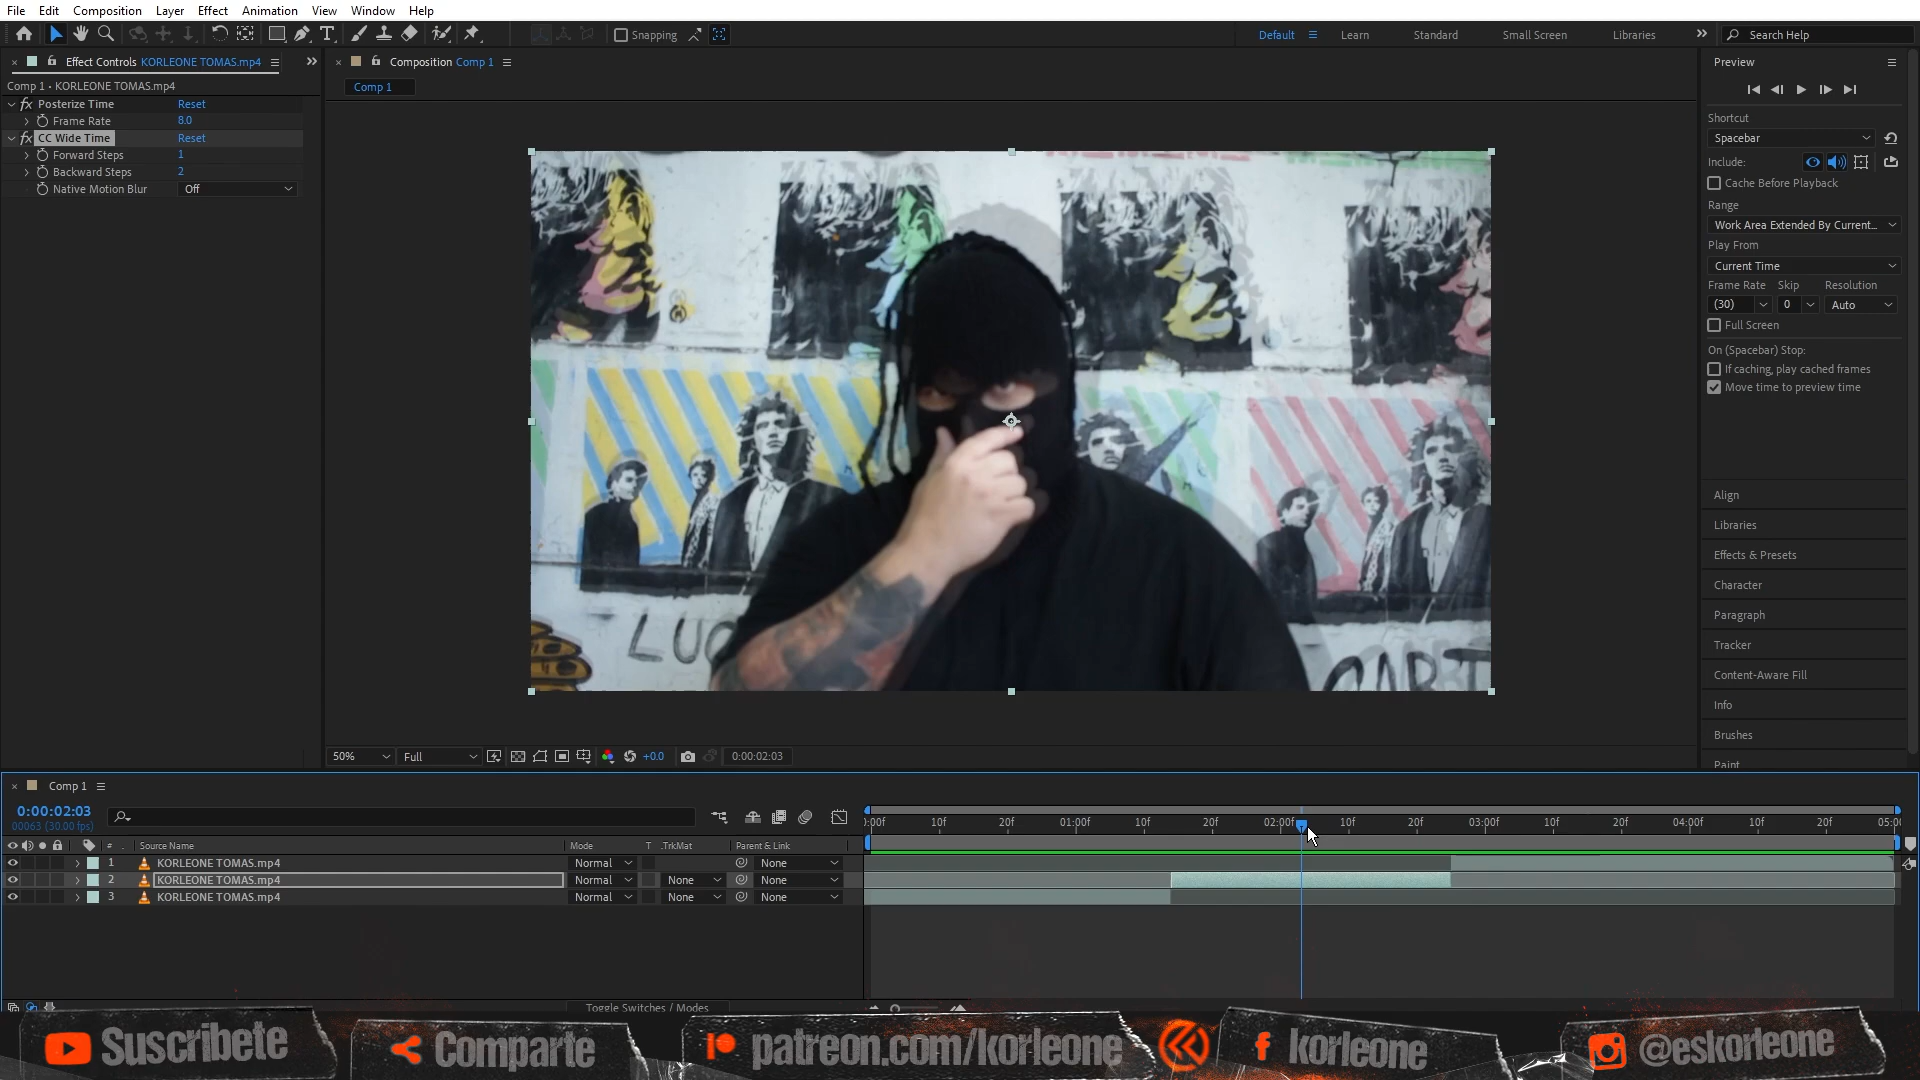 File Edit Composition Layer Effect Animation View Window Help
Snapping
Default Learn Standard Small Screen Libraries Search Help
Effect Controls KORLEONE TOMAS.mp4
Comp 1 • KORLEONE TOMAS.mp4
fx Posterize Time Reset
Frame Rate 8.0
fx CC Wide Time Reset
Forward Steps 1
Backward Steps 2
Native Motion Blur Off
Composition Comp 1
Comp 1
LUC
50% Full +0.0 0:00:02:03
Preview
Shortcut
Spacebar
Include:
Cache Before Playback
Range
Work Area Extended By Current...
Play From
Current Time
Frame Rate Skip Resolution
(30) 0 Auto
Full Screen
On (Spacebar) Stop:
If caching, play cached frames
Move time to preview time
Align
Libraries
Effects & Presets
Character
Paragraph
Tracker
Content-Aware Fill
Info
Brushes
Paint
Comp 1
0:00:02:03
00063 (30.00 fps)
:00f 10f 20f 01:00f 10f 20f 02:00f 10f 20f 03:00f 10f 20f 04:00f 10f 20f 05:00
# Source Name Mode T .TrkMat Parent & Link
1 KORLEONE TOMAS.mp4 Normal None
2 KORLEONE TOMAS.mp4 Normal None None
3 KORLEONE TOMAS.mp4 Normal None None
Toggle Switches / Modes
Suscribete Comparte patreon.com/korleone korleone @eskorleone